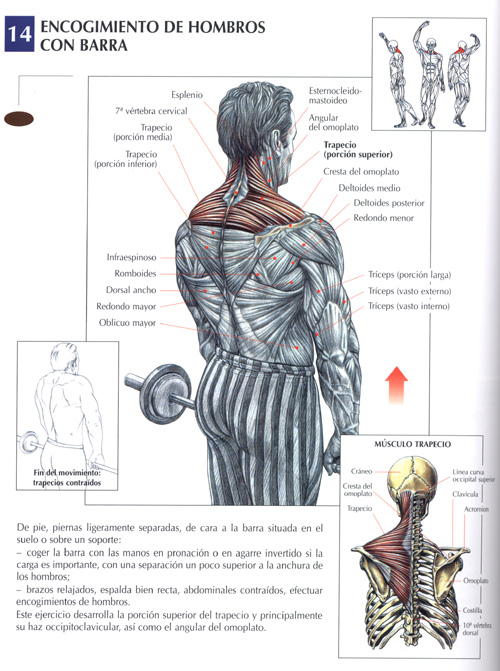 14
ENCOGIMIENTO DE HOMBROS
CON BARRA
Esplenio
7ª vértebra cervical
Trapecio
(porción media)
Trapecio
(porción inferior)
Infraespinoso
Romboides
Dorsal ancho
Redondo mayor
Oblicuo mayor
Esternocleido-
mastoideo
Angular
del omoplato
Trapecio
(porción superior)
Cresta del omoplato
Deltoides medio
Deltoides posterior
Redondo menor
Tríceps (porción larga)
Tríceps (vasto externo)
Tríceps (vasto interno)
Fin del movimiento:
trapecios contraídos
MÚSCULO TRAPECIO
Cráneo
Cresta del
omoplato
Trapecio
Línea curva
occipital superior
Clavícula
Acromion
Omoplato
Costilla
10ª vértebra
dorsal
De pie, piernas ligeramente separadas, de cara a la barra situada en el
suelo o sobre un soporte:
– coger la barra con las manos en pronación o en agarre invertido si la
carga es importante, con una separación un poco superior a la anchura de
los hombros;
– brazos relajados, espalda bien recta, abdominales contraídos, efectuar
encogimientos de hombros.
Este ejercicio desarrolla la porción superior del trapecio y principalmente
su haz occipitoclavicular, así como el angular del omoplato.